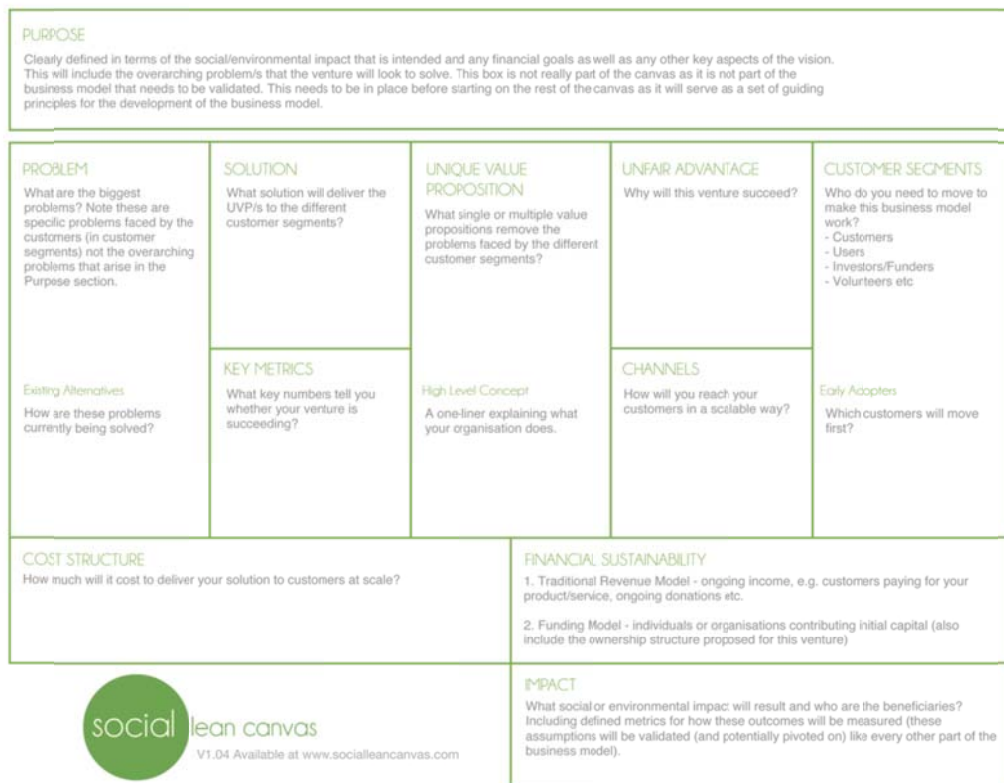 PURPOSE
Clearly defined in terms of the social/environmental impact that is intended and any financial goals as well as any other key aspects of the vision.
This will include the overarching problem/s that the venture will look to solve. This box is not really part of the canvas as it is not part of the
business model that needs to be validated. This needs to be in place before starting on the rest of the canvas as it will serve as a set of guiding
principles for the development of the business model.
PROBLEM
What are the biggest
problems? Note these are
specific problems faced by the
customers (in customer
segments) not the overarching
problems that arise in the
Purpose section.
Existing Alternatives
How are these problems
currently being solved?
SOLUTION
What solution will deliver the
UVP/s to the different
customer segments?
KEY METRICS
What key numbers tell you
whether your venture is
succeeding?
UNIQUE VALUE
PROPOSITION
What single or multiple value
propositions remove the
problems faced by the different
customer segments?
High Level Concept
A one-liner explaining what
your organisation does.
UNFAIR ADVANTAGE
Why will this venture succeed?
CHANNELS
How will you reach your
customers in a scalable way?
CUSTOMER SEGMENTS
Who do you need to move to
make this business model
work?
- Customers
- Users
- Investors/Funders
- Volunteers etc
Early Adopters
Which customers will move
first?
COST STRUCTURE
How much will it cost to deliver your solution to customers at scale?
FINANCIAL SUSTAINABILITY
1. Traditional Revenue Model - ongoing income, e.g. customers paying for your
product/service, ongoing donations etc.
2. Funding Model - individuals or organisations contributing initial capital (also
include the ownership structure proposed for this venture)
social lean canvas
V1.04 Available at www.socialleancanvas.com
IMPACT
What social or environmental impact will result and who are the beneficiaries?
Including defined metrics for how these outcomes will be measured (these
assumptions will be validated (and potentially pivoted on) like every other part of the
business model).